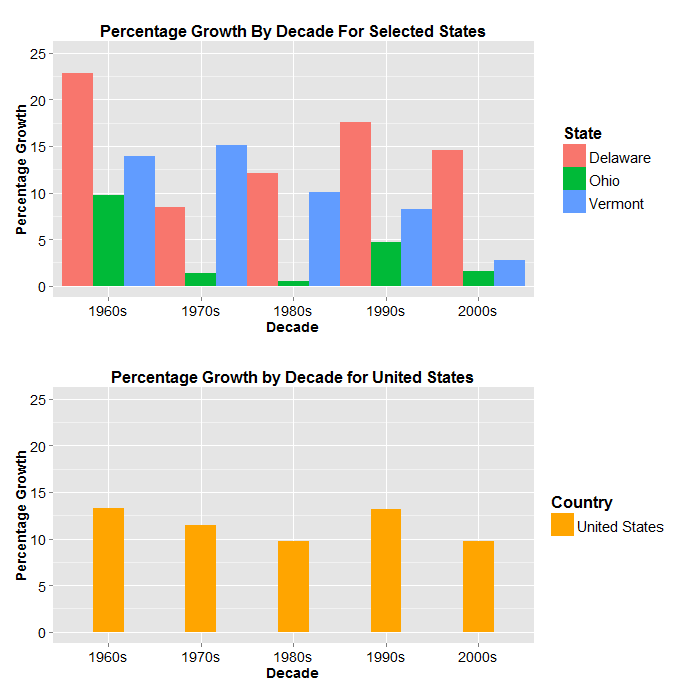 Percentage Growth By Decade For Selected States
Percentage Growth
25
20
15
10
5
0
1960s 1970s 1980s 1990s 2000s
Decade
State
Delaware
Ohio
Vermont
Percentage Growth by Decade for United States
Percentage Growth
25
20
15
10
5
0
1960s 1970s 1980s 1990s 2000s
Decade
Country
United States